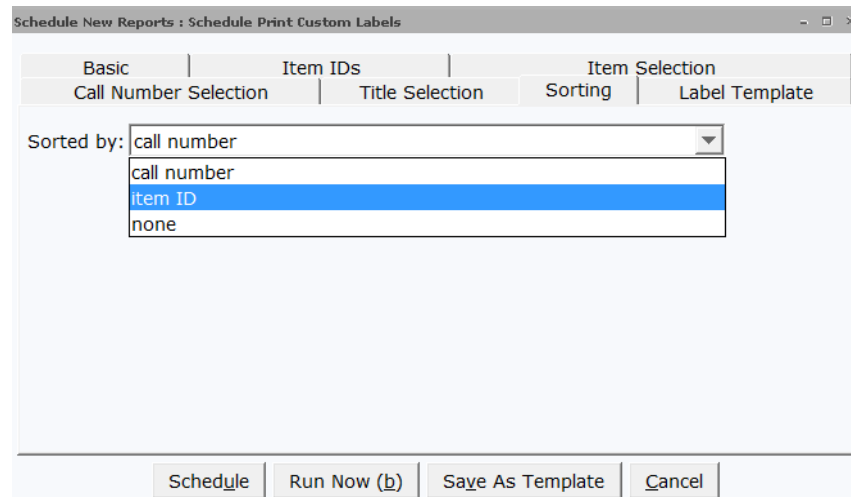 Schedule New Reports : Schedule Print Custom Labels
Basic Item IDs Item Selection
Call Number Selection Title Selection Sorting Label Template
Sorted by: call number
call number
item ID
none
Schedule Run Now (b) Save As Template Cancel